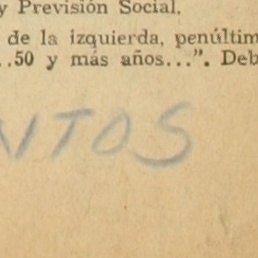 y Previsión Social.
de la izquierda, penúltim
..50 y más años...". Deb
NTOS